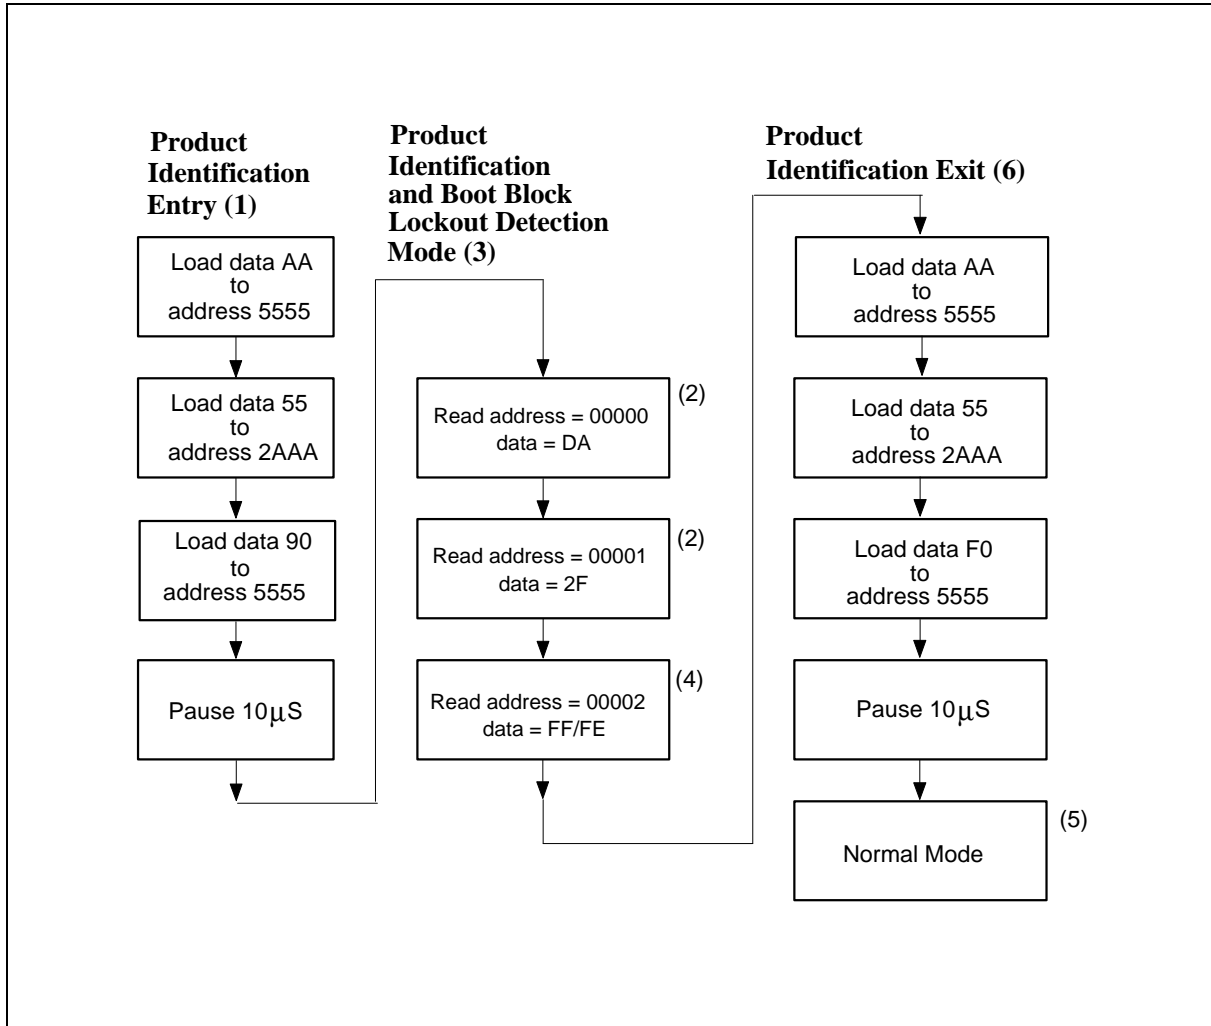 Product
Identification
Entry (1)
Load data AA
to
address 5555
Load data 55
to
address 2AAA
Load data 90
to
address 5555
Pause 10μS
Product
Identification
and Boot Block
Lockout Detection
Mode (3)
Read address = 00000
data = DA
(2)
Read address = 00001
data = 2F
(2)
Read address = 00002
data = FF/FE
(4)
Product
Identification Exit (6)
Load data AA
to
address 5555
Load data 55
to
address 2AAA
Load data F0
to
address 5555
Pause 10μS
Normal Mode
(5)